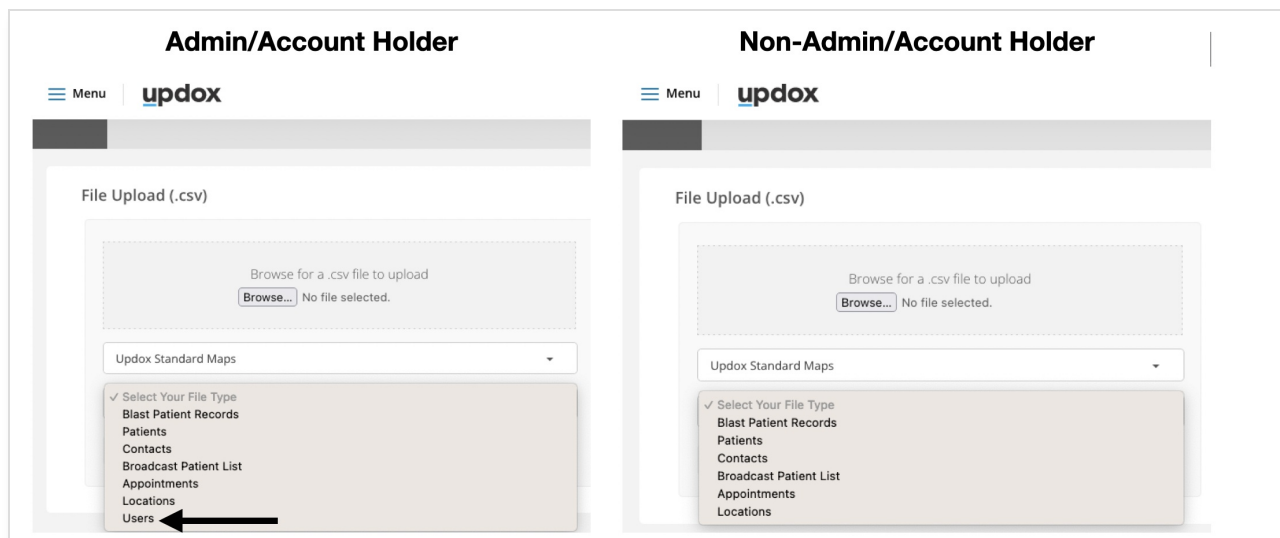 Admin/Account Holder
Menu
updox
File Upload (.csv)
Browse for a .csv file to upload
Browse... No file selected.
Updox Standard Maps
✓ Select Your File Type
Blast Patient Records
Patients
Contacts
Broadcast Patient List
Appointments
Locations
Users
Non-Admin/Account Holder
Menu
updox
File Upload (.csv)
Browse for a .csv file to upload
Browse... No file selected.
Updox Standard Maps
✓ Select Your File Type
Blast Patient Records
Patients
Contacts
Broadcast Patient List
Appointments
Locations